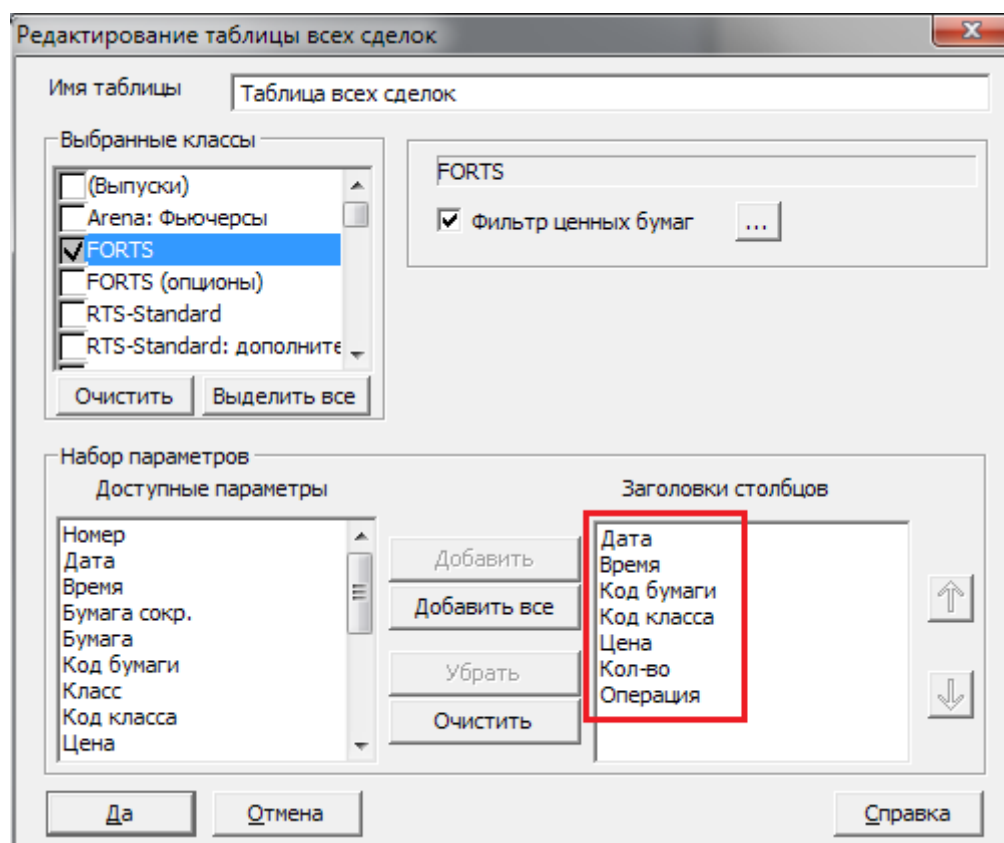 Редактирование таблицы всех сделок
Имя таблицы
Таблица всех сделок
Выбранные классы
(Выпуски)
Arena: Фьючерсы
FORTS
FORTS (опционы)
RTS-Standard
RTS-Standard: дополните
Очистить
Выделить все
FORTS
Фильтр ценных бумаг
...
Набор параметров
Доступные параметры
Номер
Дата
Время
Бумага сокр.
Бумага
Код бумаги
Класс
Код класса
Цена
Добавить
Добавить все
Убрать
Очистить
Заголовки столбцов
Дата
Время
Код бумаги
Код класса
Цена
Кол-во
Операция
Да
Отмена
Справка